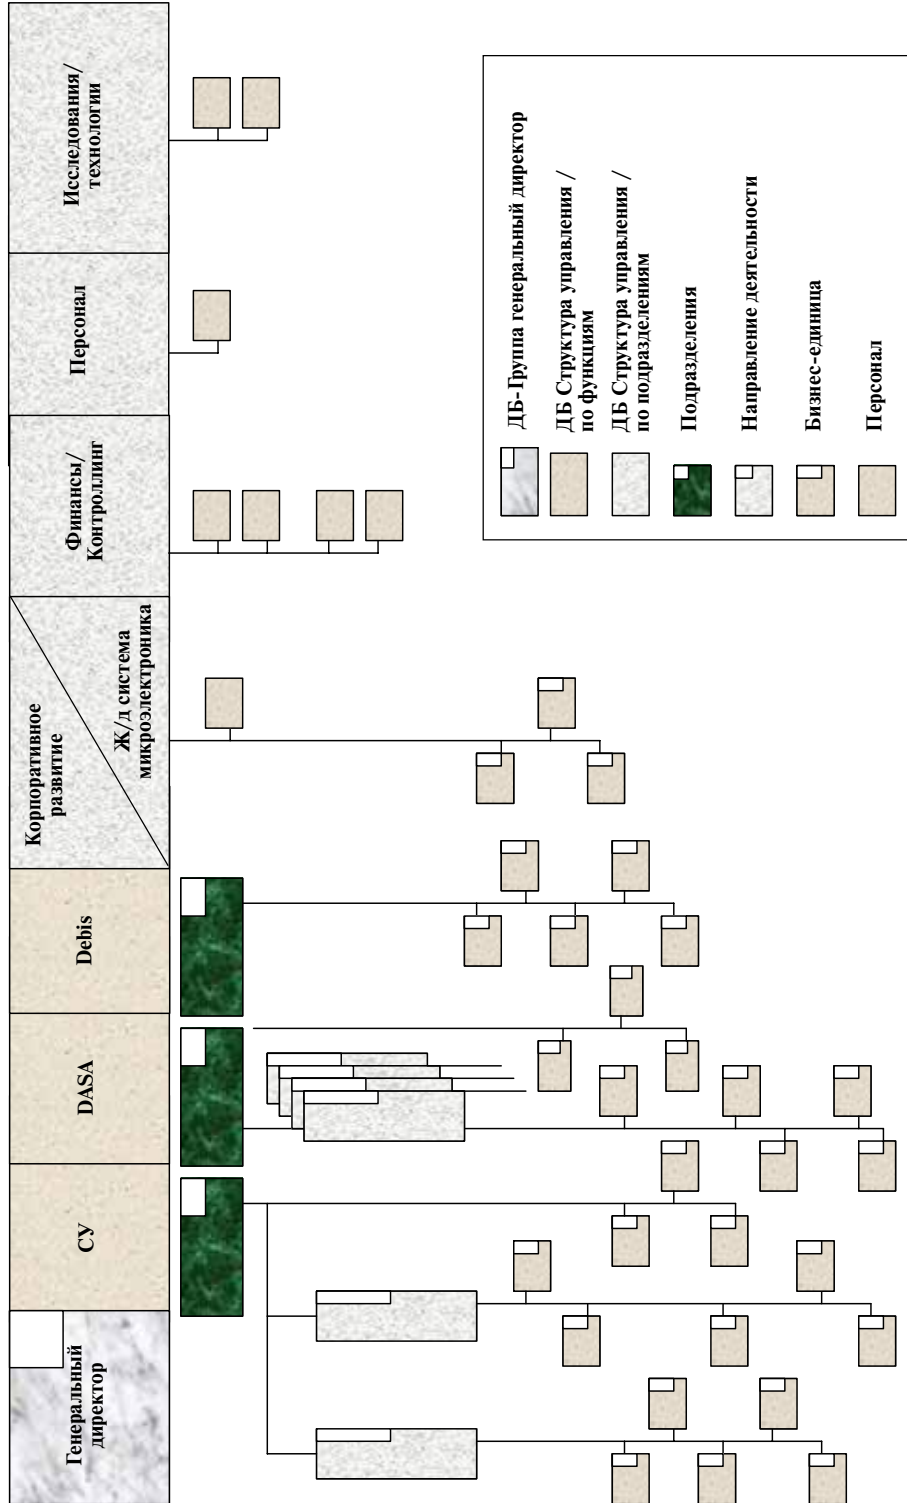 Генеральный
директор
СУ
DASA
Debis
Корпоративное
развитие
Ж/д система
микроэлектроника
Финансы/
Контроллинг
Персонал
Исследования/
технологии
ДБ-Группа генеральный директор
ДБ Структура управления /
по функциям
ДБ Структура управления /
по подразделениям
Подразделения
Направление деятельности
Бизнес-единица
Персонал